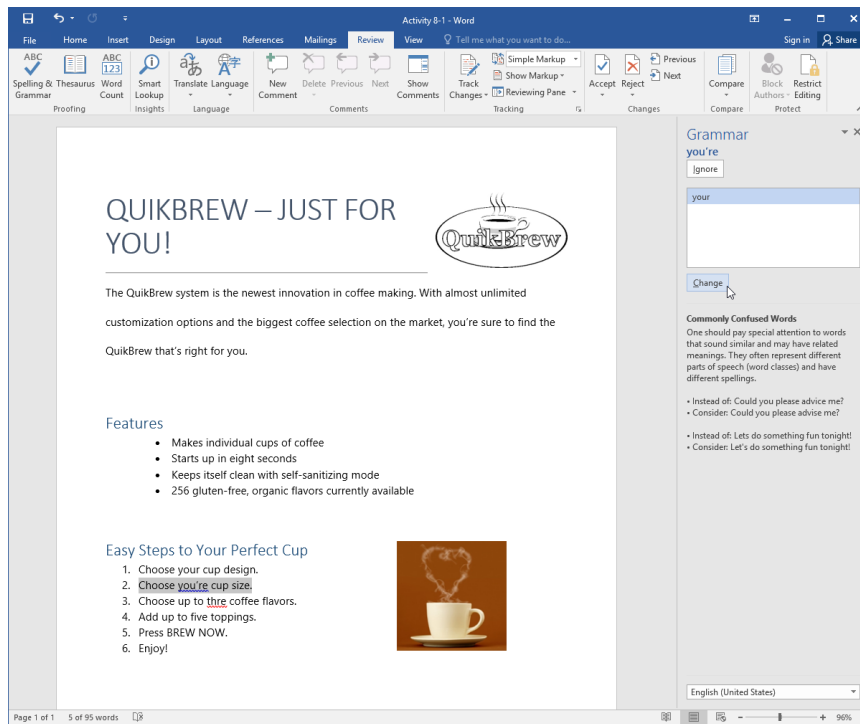 Activity 8-1 - Word
File Home Insert Design Layout References Mailings Review View Tell me what you want to do... Sign in Share
ABC ABC 123
Spelling & Grammar Thesaurus Word Count Smart Lookup Translate Language New Comment Delete Previous Next Show Comments Track Changes Simple Markup Show Markup Reviewing Pane Accept Reject Previous Next Compare Block Authors Restrict Editing
Proofing Insights Language Comments Tracking Changes Compare Protect
QUIKBREW – JUST FOR
YOU!
QuikBrew
The QuikBrew system is the newest innovation in coffee making. With almost unlimited
customization options and the biggest coffee selection on the market, you’re sure to find the
QuikBrew that’s right for you.
Features
• Makes individual cups of coffee
• Starts up in eight seconds
• Keeps itself clean with self-sanitizing mode
• 256 gluten-free, organic flavors currently available
Easy Steps to Your Perfect Cup
1. Choose your cup design.
2. Choose you’re cup size.
3. Choose up to thre coffee flavors.
4. Add up to five toppings.
5. Press BREW NOW.
6. Enjoy!
Grammar
you’re
Ignore
your
Change
Commonly Confused Words
One should pay special attention to words
that sound similar and may have related
meanings. They often represent different
parts of speech (word classes) and have
different spellings.
• Instead of: Could you please advice me?
• Consider: Could you please advise me?
• Instead of: Lets do something fun tonight!
• Consider: Let's do something fun tonight!
English (United States)
Page 1 of 1 5 of 95 words 96%